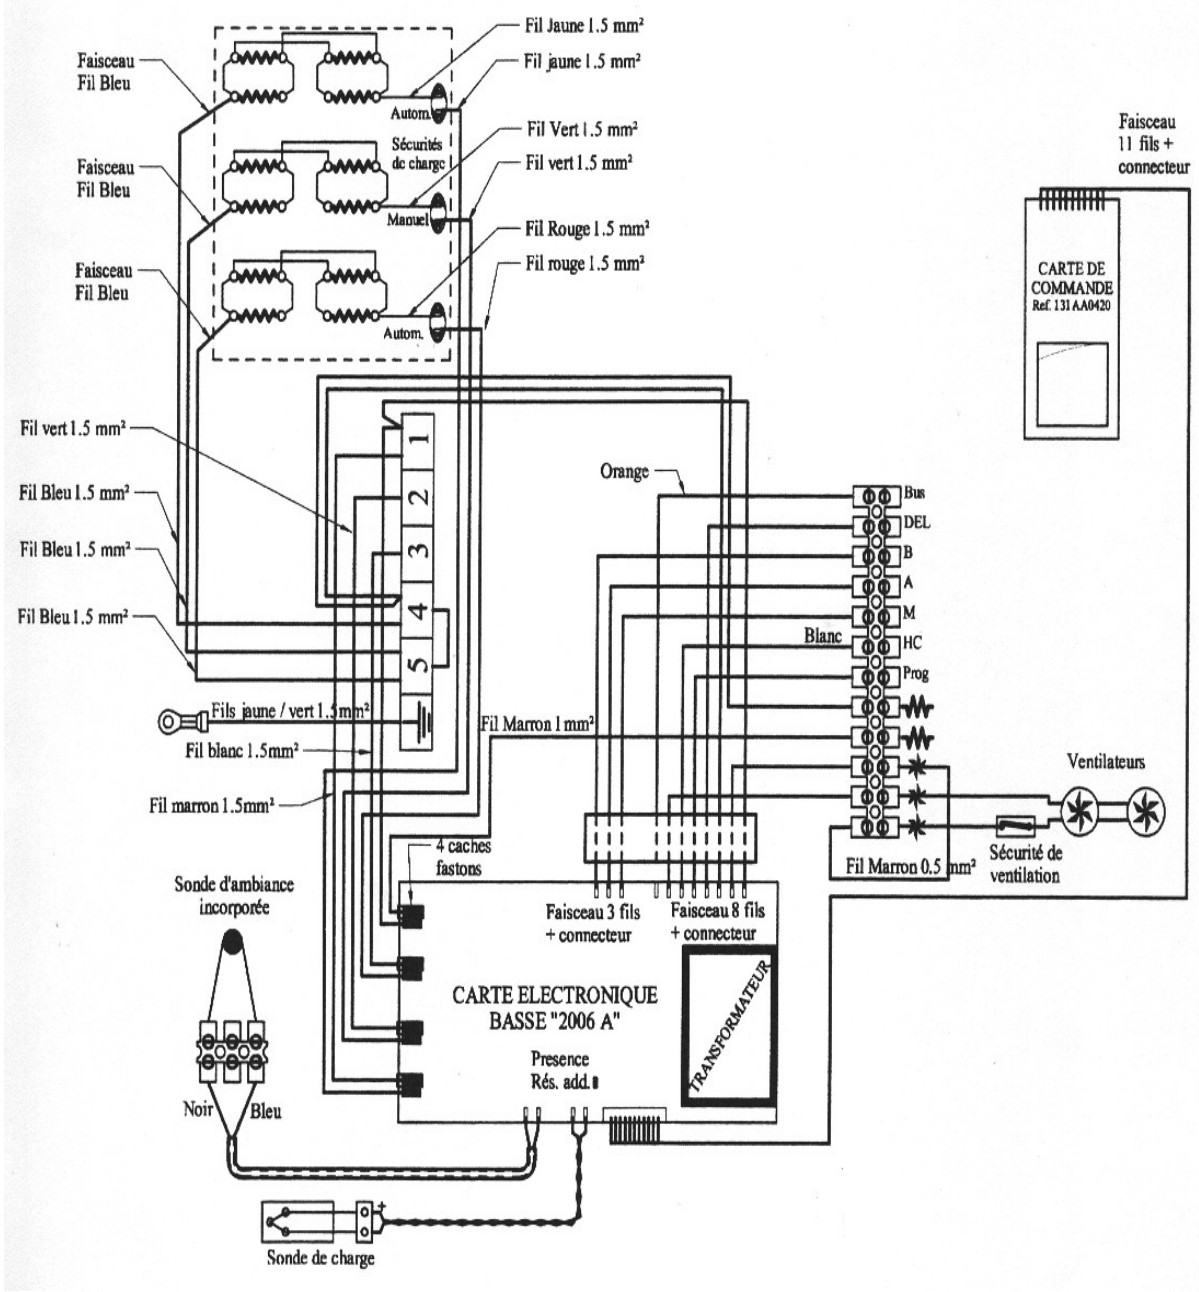 Fil Jaune 1.5 mm²
Fil jaune 1.5 mm²
Faisceau
Fil Bleu
Autom.
Sécurités
de charge
Fil Vert 1.5 mm²
Fil vert 1.5 mm²
Faisceau
Fil Bleu
Manuel
Fil Rouge 1.5 mm²
Fil rouge 1.5 mm²
Faisceau
Fil Bleu
Autom.
Faisceau
11 fils +
connecteur
CARTE DE
COMMANDE
Ref. 131AA0420
Fil vert 1.5 mm²
Fil Bleu 1.5 mm²
Fil Bleu 1.5 mm²
Fil Bleu 1.5 mm²
1
2
3
4
5
Orange
Bus
DEL
B
A
M
Blanc
HC
Prog
Fils jaune / vert 1.5mm²
Fil Marron 1 mm²
Fil blanc 1.5mm²
Fil marron 1.5mm²
Ventilateurs
Sécurité de
ventilation
Fil Marron 0.5 mm²
4 caches
fastons
Sonde d'ambiance
incorporée
Faisceau 3 fils
+ connecteur
Faisceau 8 fils
+ connecteur
CARTE ELECTRONIQUE
BASSE "2006 A"
TRANSFORMATEUR
Presence
Rés. add.
Noir
Bleu
+
Sonde de charge